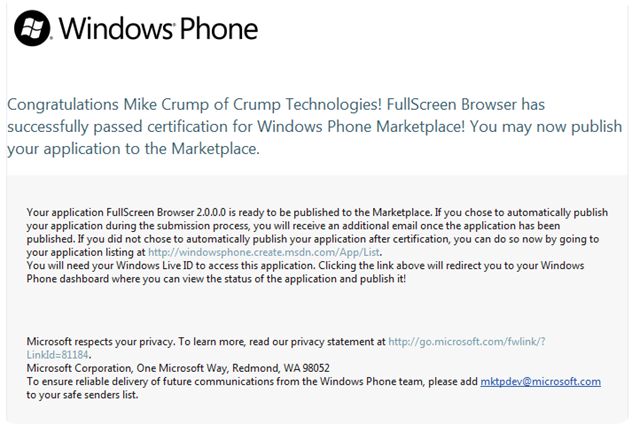 Windows® Phone
Congratulations Mike Crump of Crump Technologies! FullScreen Browser has
successfully passed certification for Windows Phone Marketplace! You may now publish
your application to the Marketplace.
Your application FullScreen Browser 2.0.0.0 is ready to be published to the Marketplace. If you chose to automatically publish
your application during the submission process, you will receive an additional email once the application has been
published. If you did not chose to automatically publish your application after certification, you can do so now by going to
your application listing at http://windowsphone.create.msdn.com/App/List.
You will need your Windows Live ID to access this application. Clicking the link above will redirect you to your Windows
Phone dashboard where you can view the status of the application and publish it!
Microsoft respects your privacy. To learn more, read our privacy statement at http://go.microsoft.com/fwlink/?
LinkId=81184.
Microsoft Corporation, One Microsoft Way, Redmond, WA 98052
To ensure reliable delivery of future communications from the Windows Phone team, please add mktpdev@microsoft.com
to your safe senders list.